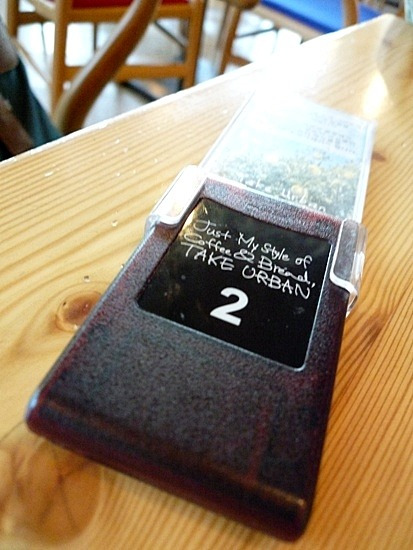 Just My Style of
Coffee & Bread,
TAKE URBAN
2